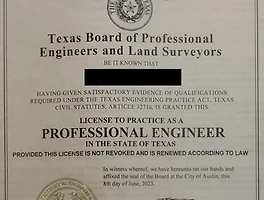 Texas Board of Professional
Engineers and Land Surveyors
BE IT KNOWN THAT
HAVING GIVEN SATISFACTORY EVIDENCE OF QUALIFICATIONS
REQUIRED UNDER THE TEXAS ENGINEERING PRACTICE ACT, TEXAS
CIVIL STATUTES, ARTICLE 3271a, IS GRANTED THIS
LICENSE TO PRACTICE AS A
PROFESSIONAL ENGINEER
IN THE STATE OF TEXAS
PROVIDED THIS LICENSE IS NOT REVOKED AND IS RENEWED ACCORDING TO LAW
In witness whereof, we have hereunto set our hands and
affixed the seal of the Board at the City of Austin, this
8th day of June, 2023.